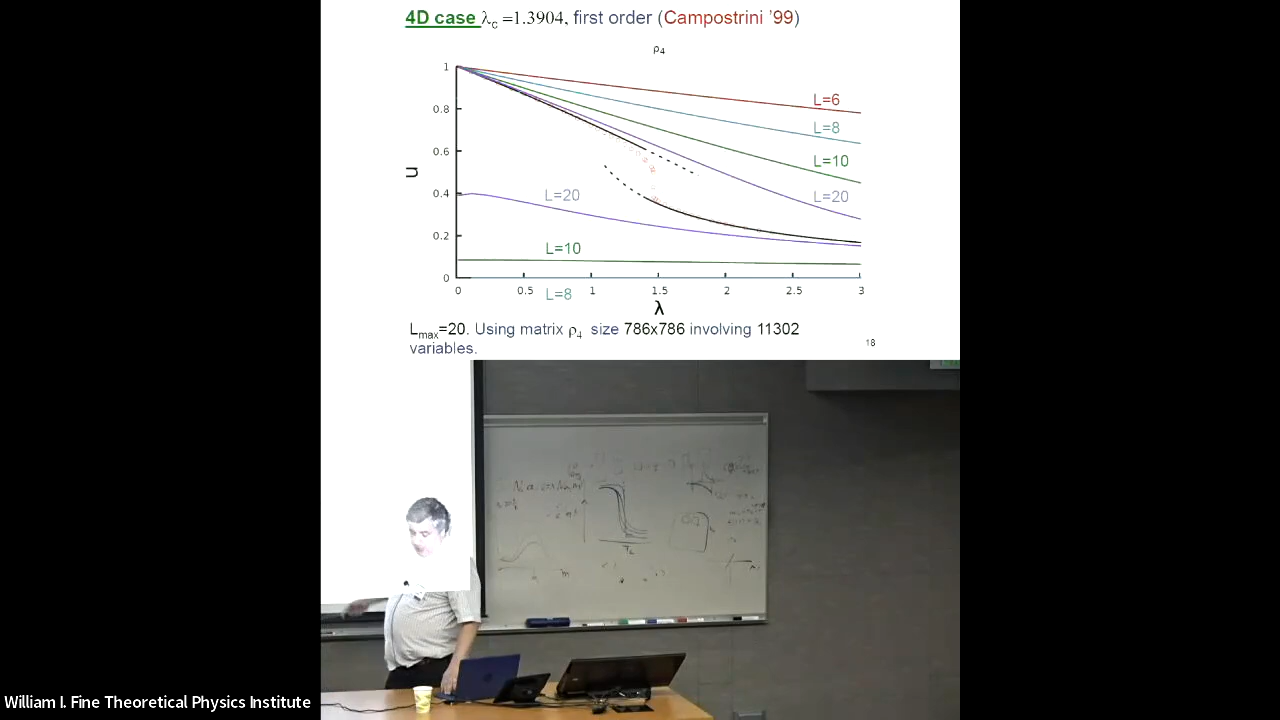 4D case λc =1.3904, first order (Campostrini '99)
ρ4
1
0.8
0.6
0.4
0.2
0
u
L=6
L=8
L=10
L=20
L=20
L=10
L=8
0 0.5 1 1.5 2 2.5 3
λ
Lmax=20. Using matrix ρ4 size 786x786 involving 11302
variables.
18
William I. Fine Theoretical Physics Institute